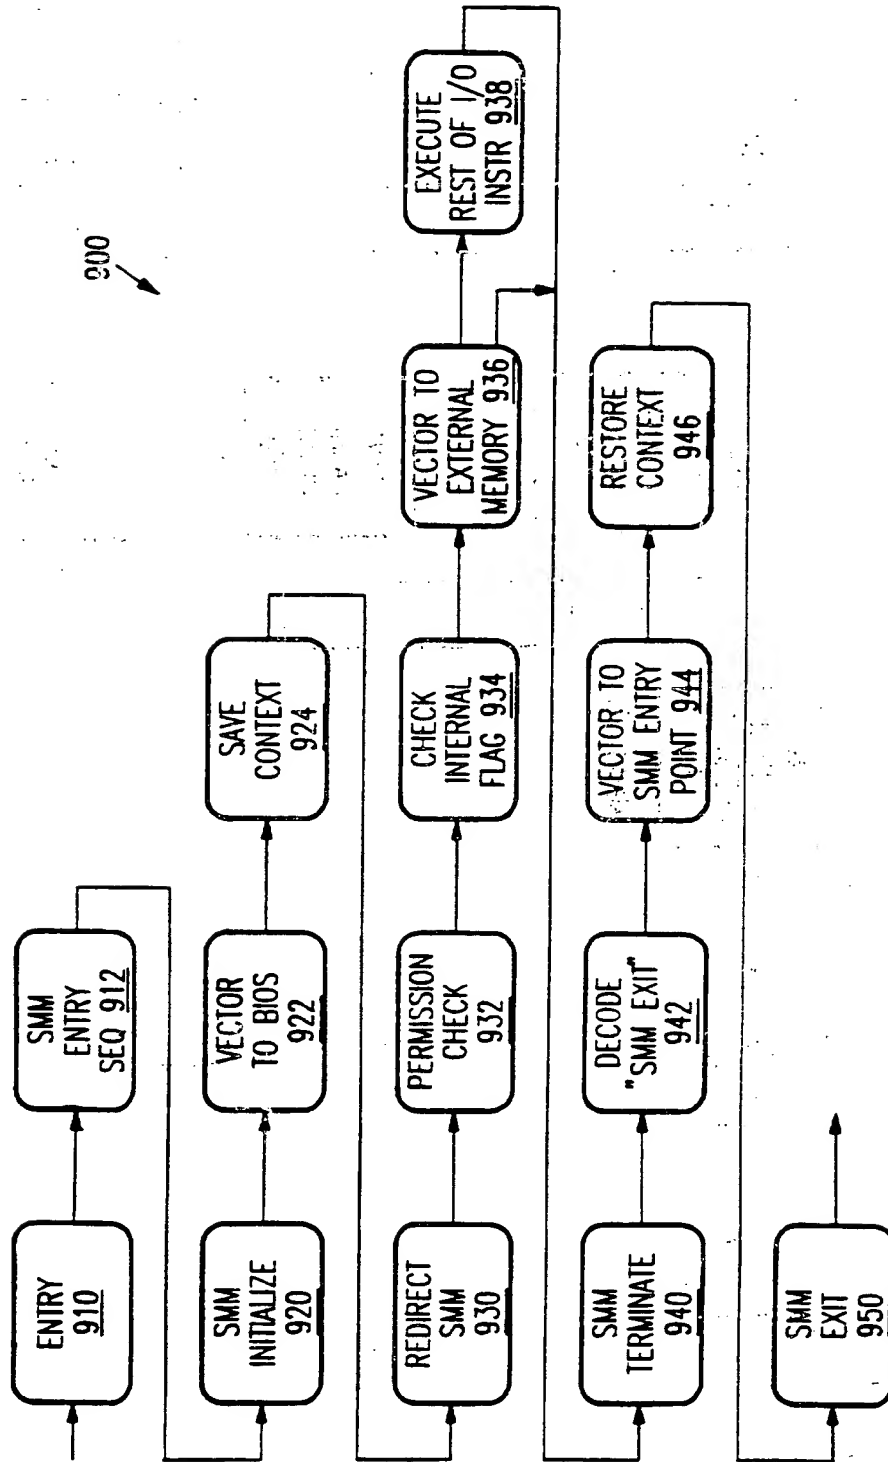 900
ENTRY
910
SMM
ENTRY
SEQ 912
SMM
INITIALIZE
920
VECTOR
TO BIOS
922
SAVE
CONTEXT
924
REDIRECT
SMM
930
PERMISSION
CHECK
932
CHECK
INTERNAL
FLAG 934
VECTOR TO
EXTERNAL
MEMORY 936
EXECUTE
REST OF I/O
INSTR 938
SMM
TERMINATE
940
DECODE
"SMM EXIT"
942
VECTOR TO
SMM ENTRY
POINT 944
RESTORE
CONTEXT
946
SMM
EXIT
950